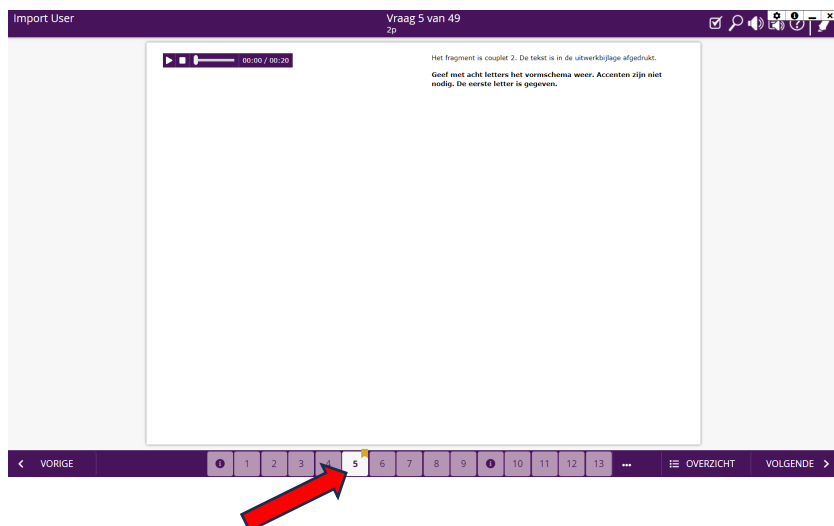 Import User
Vraag 5 van 49
2p
00:00 / 00:20
Het fragment is couplet 2. De tekst is in de uitwerkbijlage afgedrukt.
Geef met acht letters het vormschema weer. Accenten zijn niet
nodig. De eerste letter is gegeven.
VORIGE
1 2 3 4 5 6 7 8 9 10 11 12 13 ...
OVERZICHT
VOLGENDE